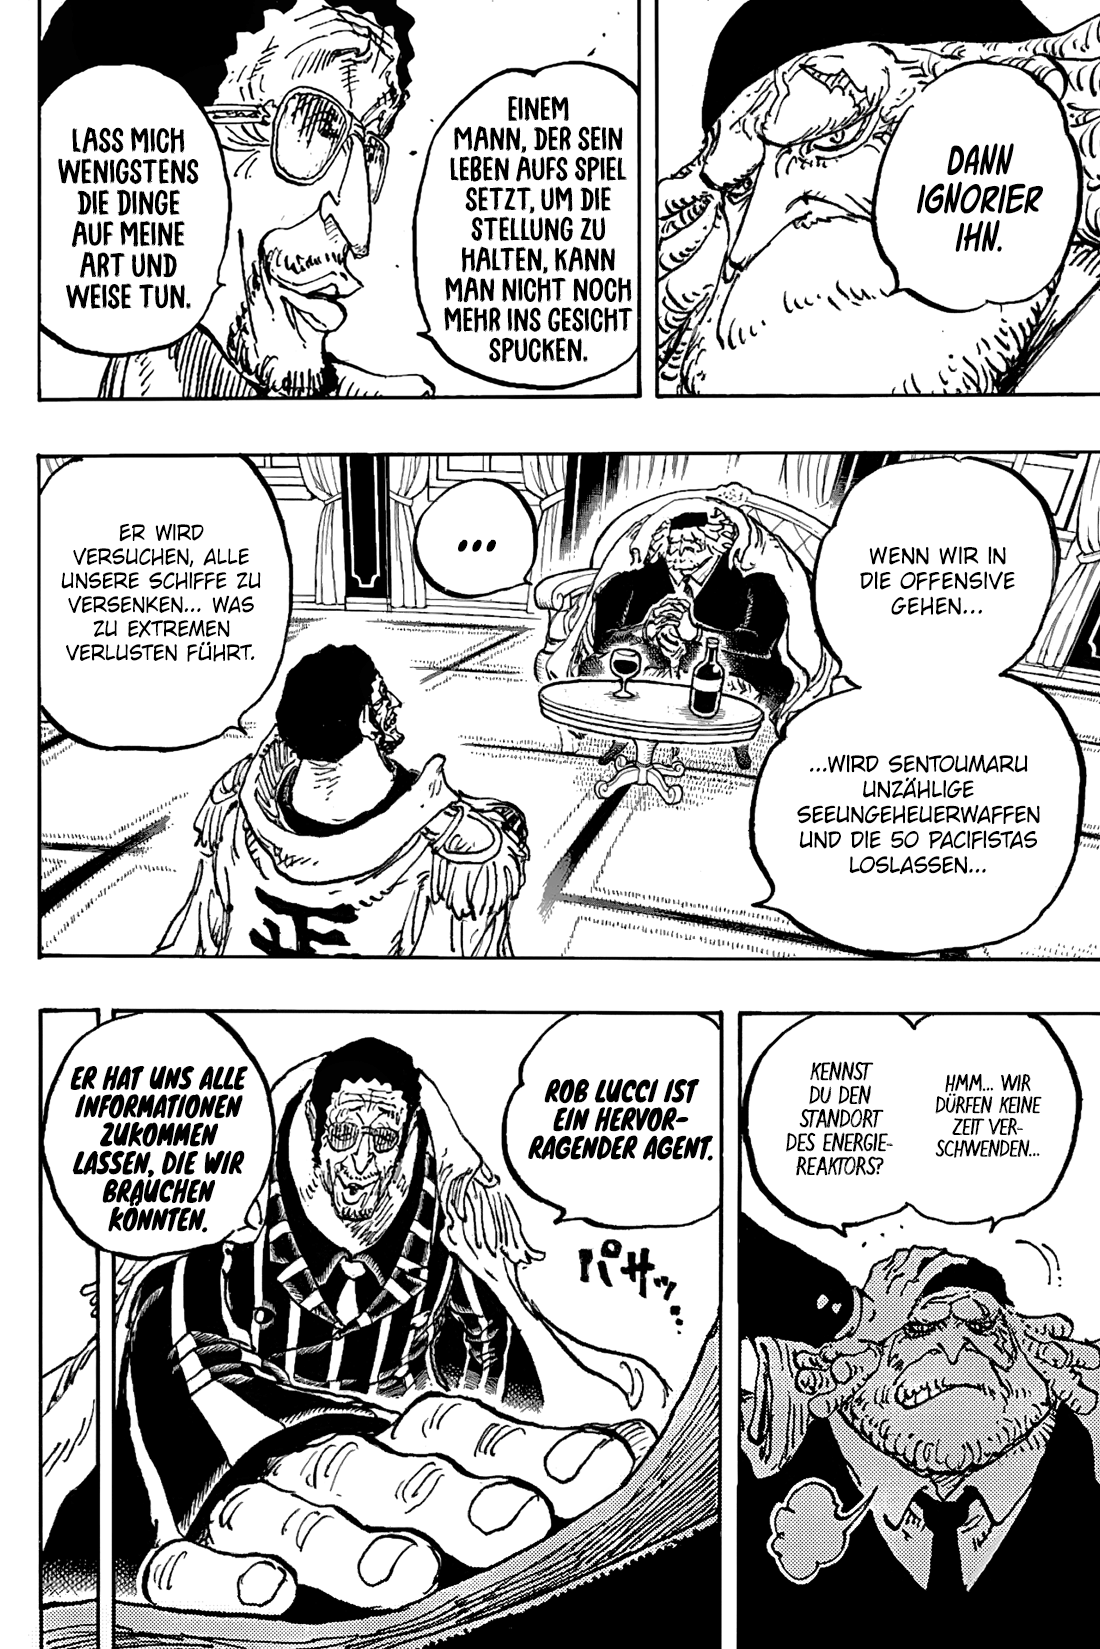 DANN
IGNORIER
IHN.
EINEM
MANN, DER SEIN
LEBEN AUFS SPIEL
SETZT, UM DIE
STELLUNG ZU
HALTEN, KANN
MAN NICHT NOCH
MEHR INS GESICHT
SPUCKEN.
LASS MICH
WENIGSTENS
DIE DINGE
AUF MEINE
ART UND
WEISE TUN.
WENN WIR IN
DIE OFFENSIVE
GEHEN...
...WIRD SENTOUMARU
UNZÄHLIGE
SEEUNGEHEUERWAFFEN
UND DIE 50 PACIFISTAS
LOSLASSEN...
...
ER WIRD
VERSUCHEN, ALLE
UNSERE SCHIFFE ZU
VERSENKEN... WAS
ZU EXTREMEN
VERLUSTEN FÜHRT.
HMM... WIR
DÜRFEN KEINE
ZEIT VER-
SCHWENDEN...
KENNST
DU DEN
STANDORT
DES ENERGIE-
REAKTORS?
ROB LUCCI IST
EIN HERVOR-
RAGENDER AGENT.
パサッ...
ER HAT UNS ALLE
INFORMATIONEN
ZUKOMMEN
LASSEN, DIE WIR
BRAUCHEN
KÖNNTEN.